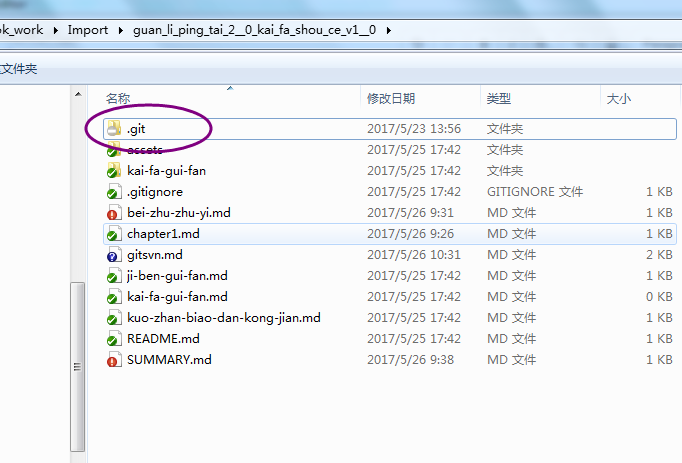 ok_work ▸ Import ▸ guan_li_ping_tai_2__0_kai_fa_shou_ce_v1__0 ▸
文件夹
名称 修改日期 类型 大小
.git 2017/5/23 13:56 文件夹
assets 2017/5/25 17:42 文件夹
kai-fa-gui-fan 2017/5/25 17:42 文件夹
.gitignore 2017/5/25 17:42 GITIGNORE 文件 1 KB
bei-zhu-zhu-yi.md 2017/5/26 9:31 MD 文件 1 KB
chapter1.md 2017/5/26 9:26 MD 文件 1 KB
gitsvn.md 2017/5/26 10:31 MD 文件 2 KB
ji-ben-gui-fan.md 2017/5/25 17:42 MD 文件 1 KB
kai-fa-gui-fan.md 2017/5/25 17:42 MD 文件 0 KB
kuo-zhan-biao-dan-kong-jian.md 2017/5/25 17:42 MD 文件 1 KB
README.md 2017/5/25 17:42 MD 文件 1 KB
SUMMARY.md 2017/5/26 9:38 MD 文件 1 KB